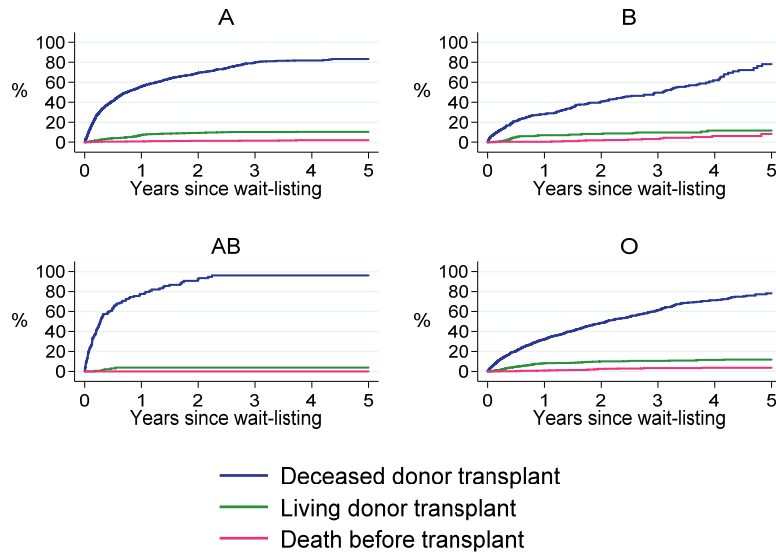 A
B
100
80
60
40
20
0
%
0 1 2 3 4 5
Years since wait-listing
100
80
60
40
20
0
%
0 1 2 3 4 5
Years since wait-listing
AB
O
100
80
60
40
20
0
%
0 1 2 3 4 5
Years since wait-listing
100
80
60
40
20
0
%
0 1 2 3 4 5
Years since wait-listing
Deceased donor transplant
Living donor transplant
Death before transplant